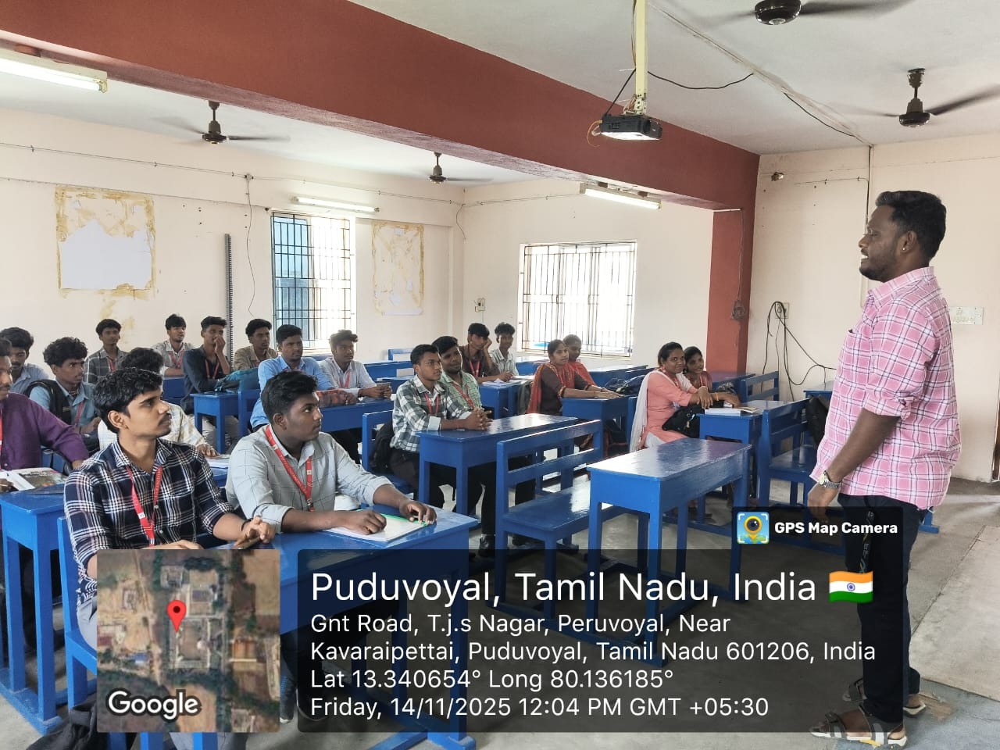 GPS Map Camera
Puduvoyal, Tamil Nadu, India 🇮🇳
Gnt Road, T.j.s Nagar, Peruvoyal, Near
Kavaraipettai, Puduvoyal, Tamil Nadu 601206, India
Lat 13.340654° Long 80.136185°
Friday, 14/11/2025 12:04 PM GMT +05:30
Google